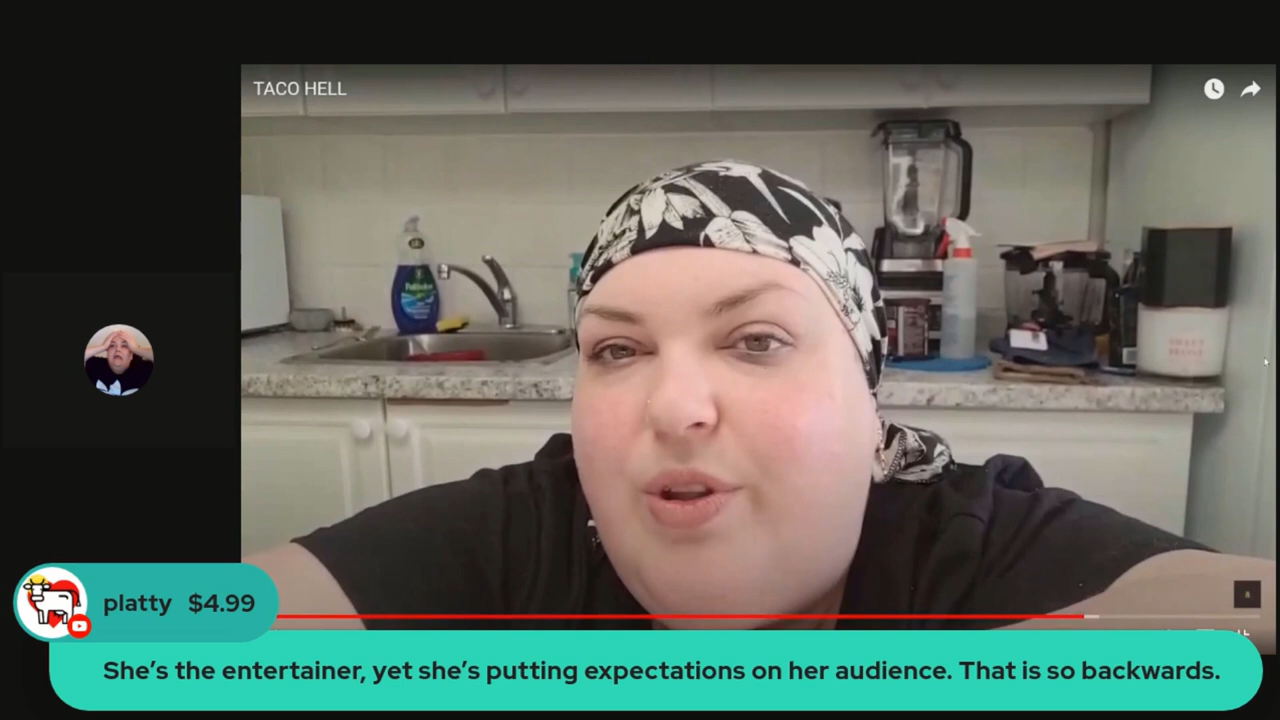 TACO HELL
Palmolive
platty $4.99
She's the entertainer, yet she's putting expectations on her audience. That is so backwards.